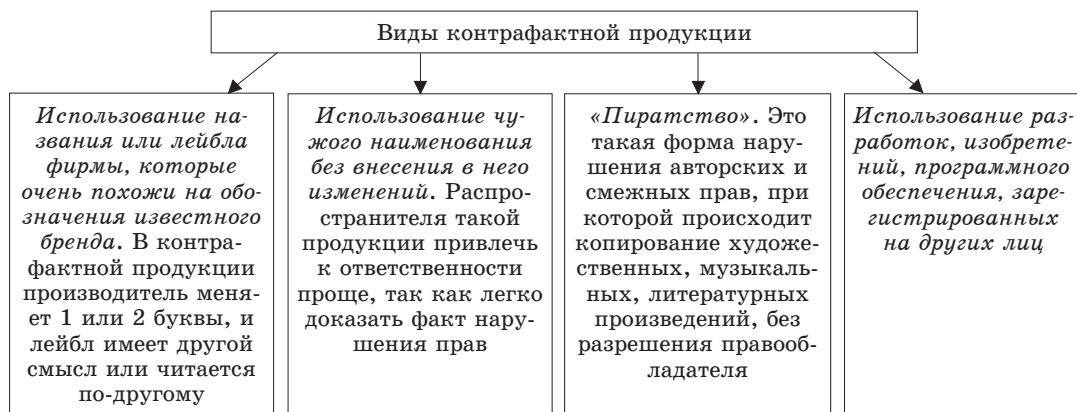 Виды контрафактной продукции
Использование на-
звания или лейбла
фирмы, которые
очень похожи на обо-
значения известного
бренда. В контра-
фактной продукции
производитель меня-
ет 1 или 2 буквы, и
лейбл имеет другой
смысл или читается
по-другому
Использование чу-
жого наименования
без внесения в него
изменений. Распро-
странителя такой
продукции привлечь
к ответственности
проще, так как легко
доказать факт нару-
шения прав
«Пиратство». Это
такая форма нару-
шения авторских и
смежных прав, при
которой происходит
копирование художе-
ственных, музыкаль-
ных, литературных
произведений, без
разрешения правооб-
ладателя
Использование раз-
работок, изобрете-
ний, программного
обеспечения, заре-
гистрированных
на других лиц